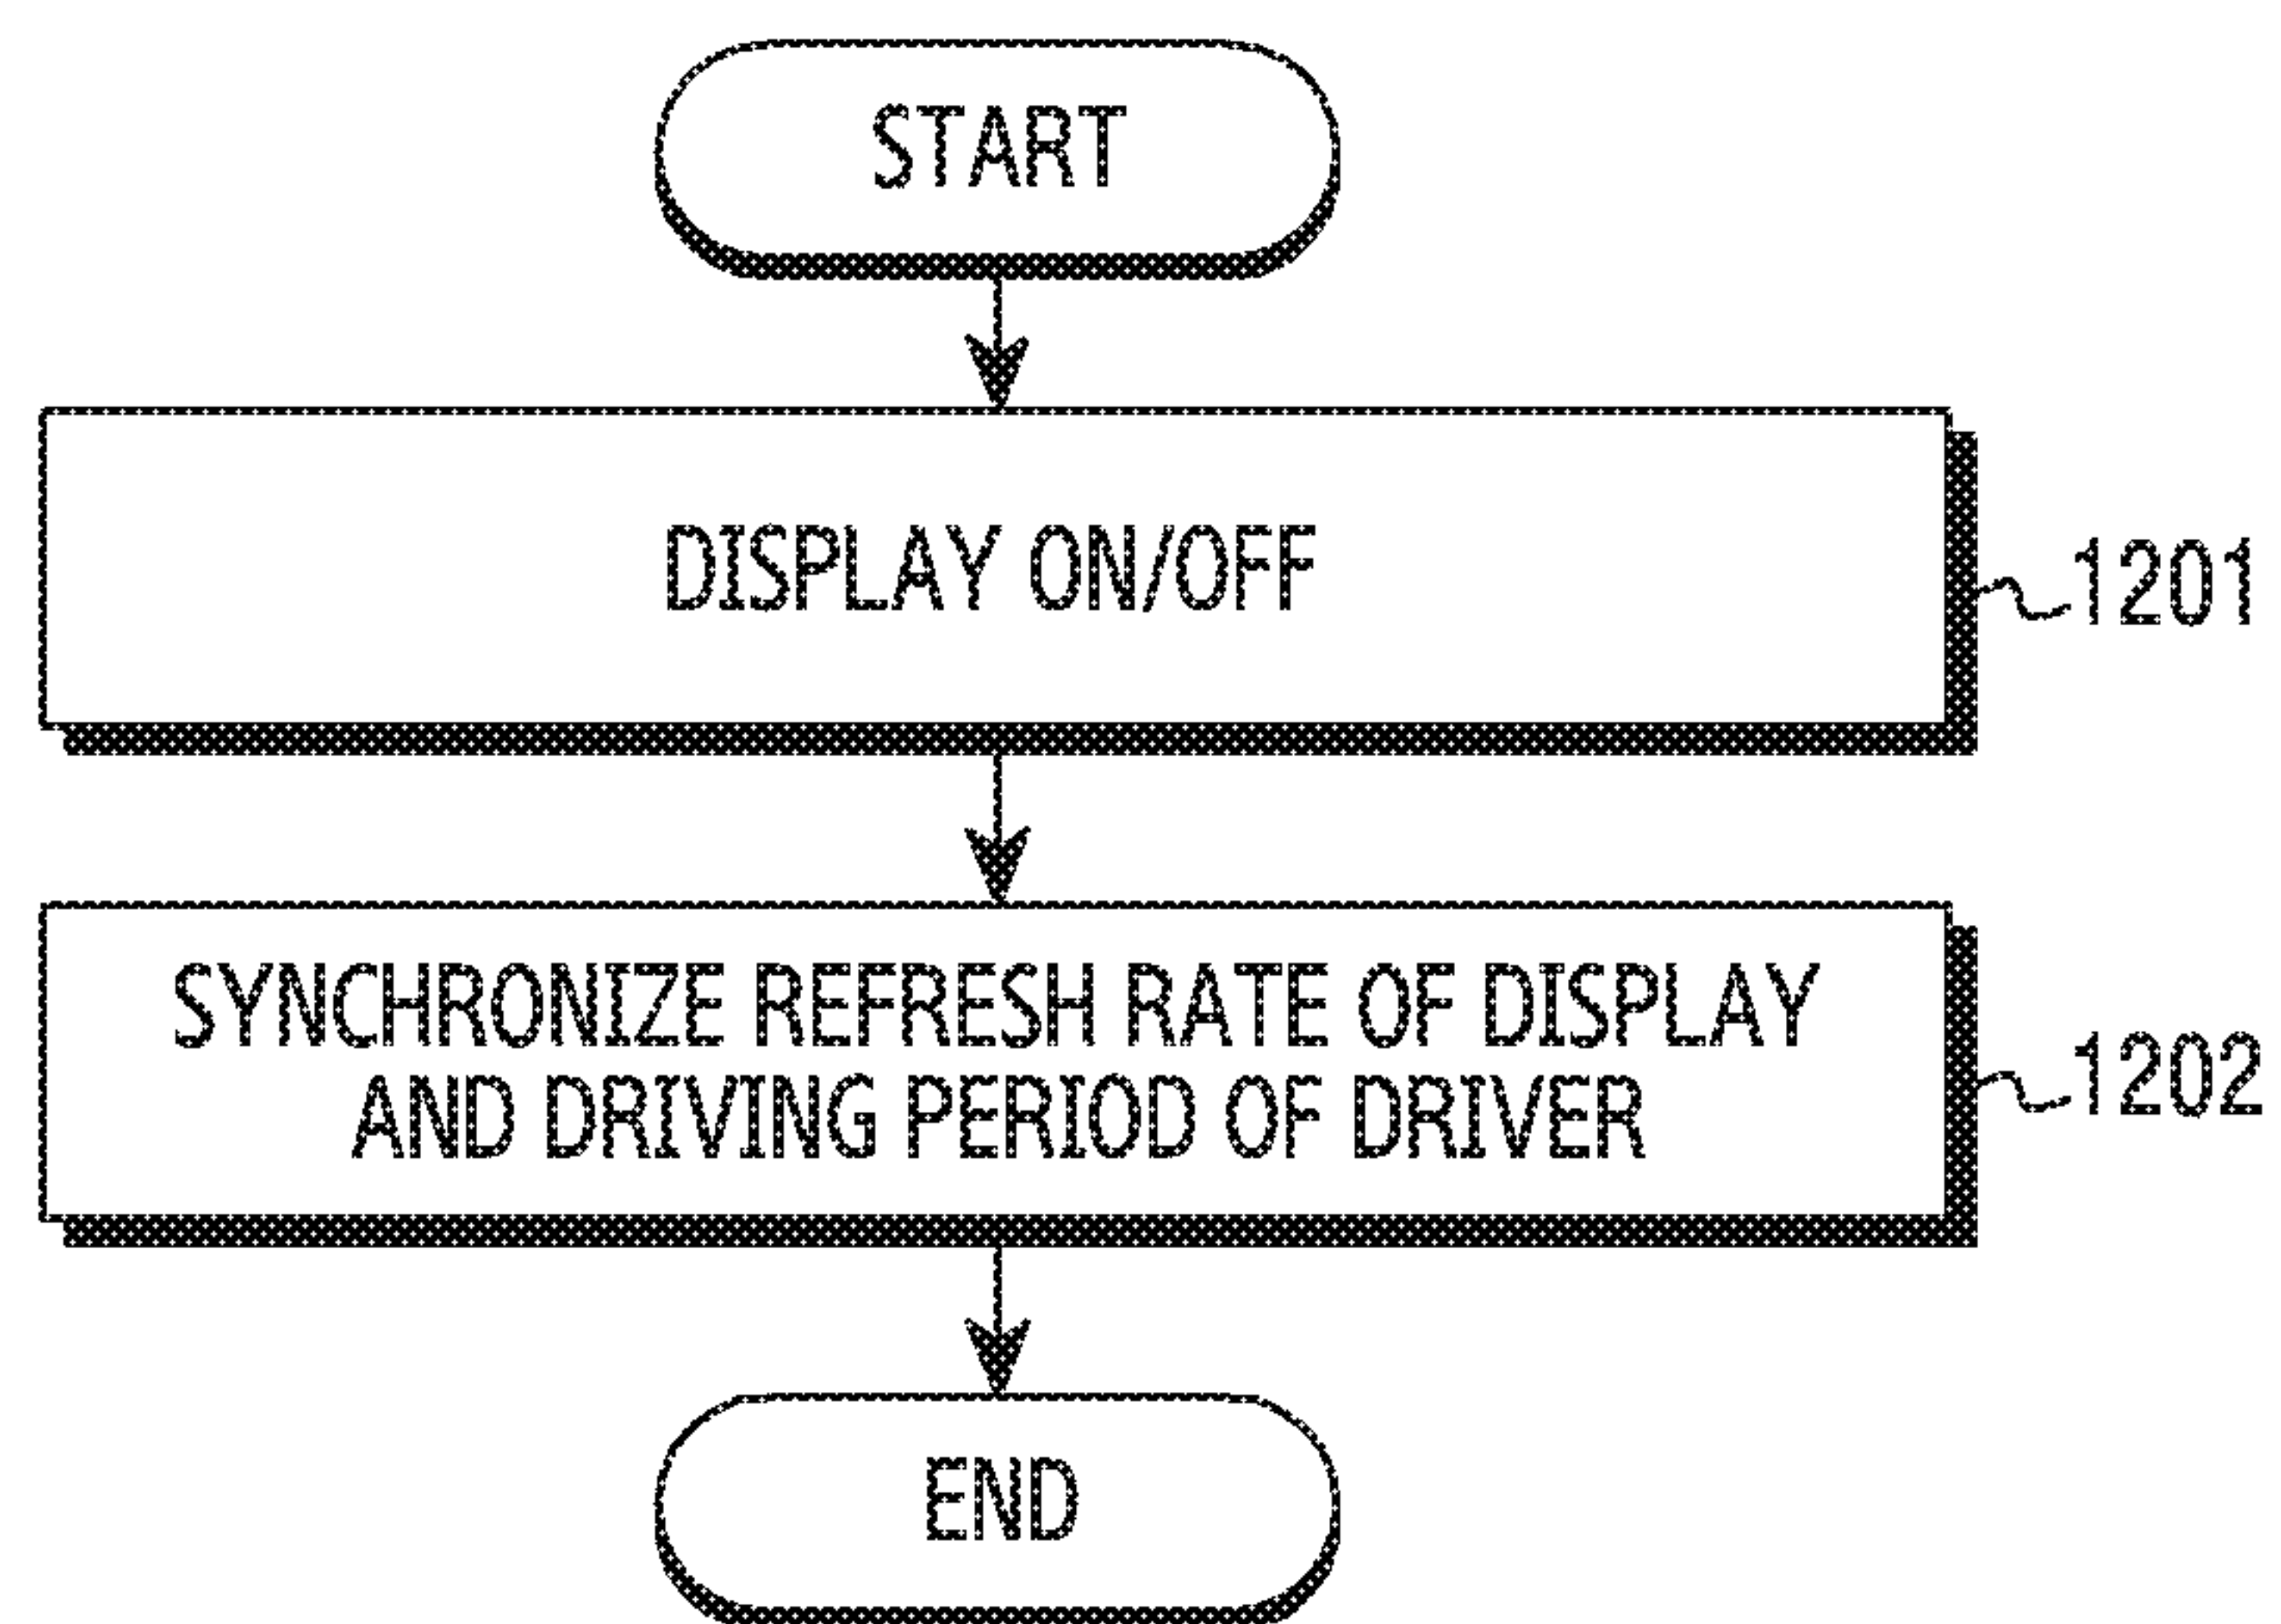 START
DISPLAY ON/OFF
1201
SYNCHRONIZE REFRESH RATE OF DISPLAY
AND DRIVING PERIOD OF DRIVER
1202
END